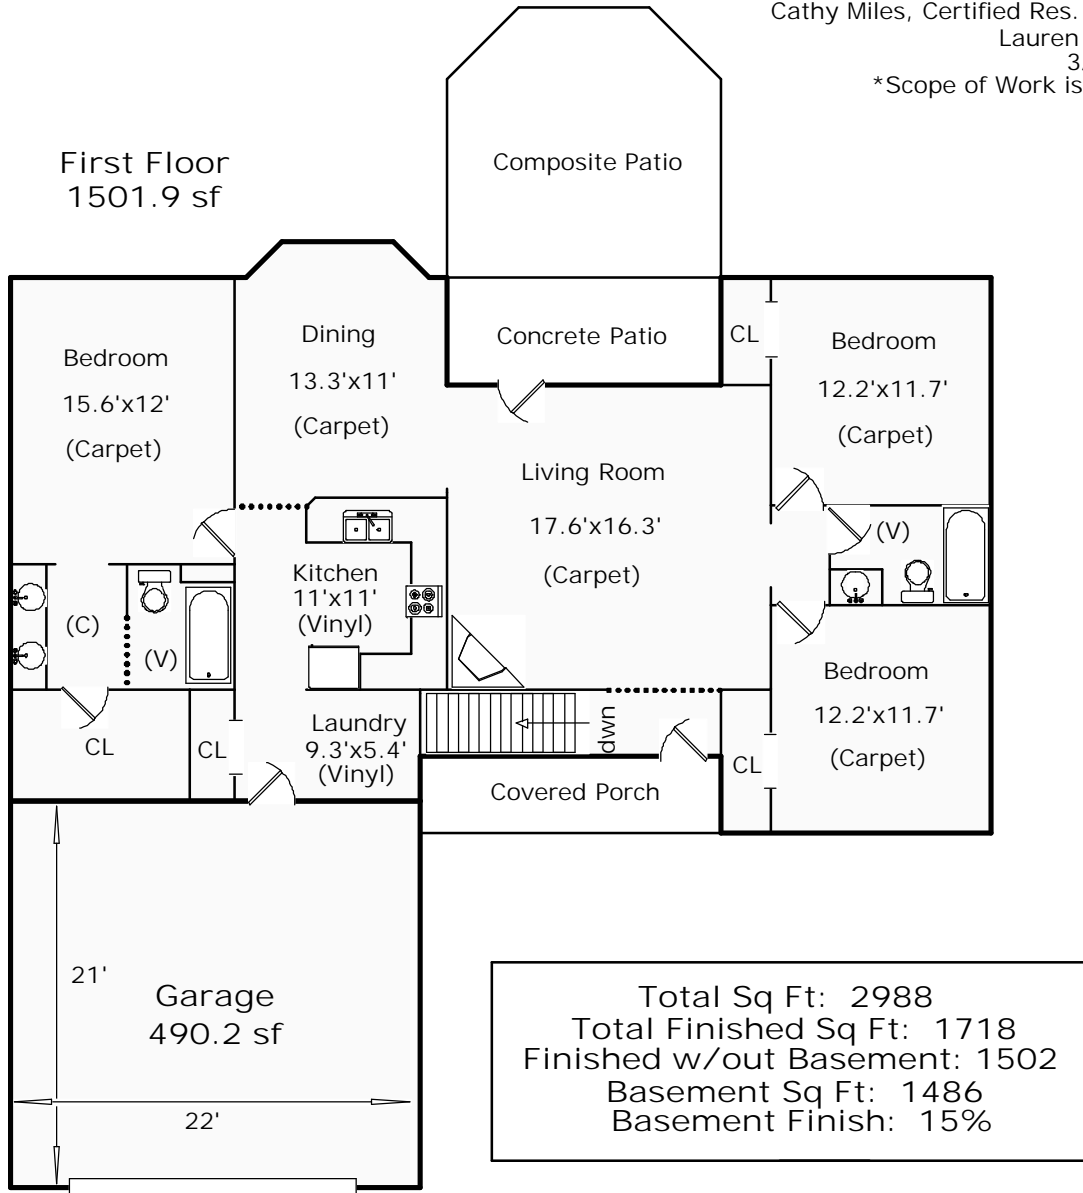 Cathy Miles, Certified Res.
Lauren
3
*Scope of Work is
First Floor
1501.9 sf
Composite Patio
Concrete Patio
Dining
13.3'x11'
(Carpet)
Bedroom
15.6'x12'
(Carpet)
CL
Bedroom
12.2'x11.7'
(Carpet)
Living Room
17.6'x16.3'
(Carpet)
(V)
Kitchen
11'x11'
(Vinyl)
(C)
(V)
Bedroom
12.2'x11.7'
(Carpet)
CL
CL
Laundry
9.3'x5.4'
(Vinyl)
dwn
CL
Covered Porch
21'
Garage
490.2 sf
22'
Total Sq Ft: 2988
Total Finished Sq Ft: 1718
Finished w/out Basement: 1502
Basement Sq Ft: 1486
Basement Finish: 15%